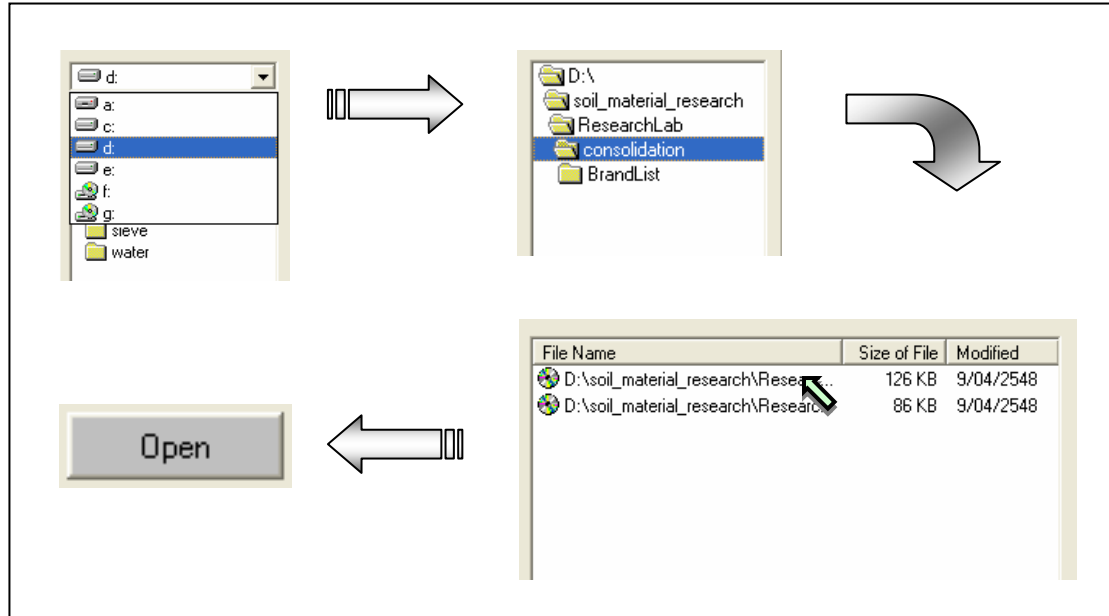 d:
a:
c:
d:
e:
f:
g:
sieve
water
D:\
soil_material_research
ResearchLab
consolidation
BrandList
File Name Size of File Modified
D:\soil_material_research\Researc... 126 KB 9/04/2548
D:\soil_material_research\Researc... 86 KB 9/04/2548
Open